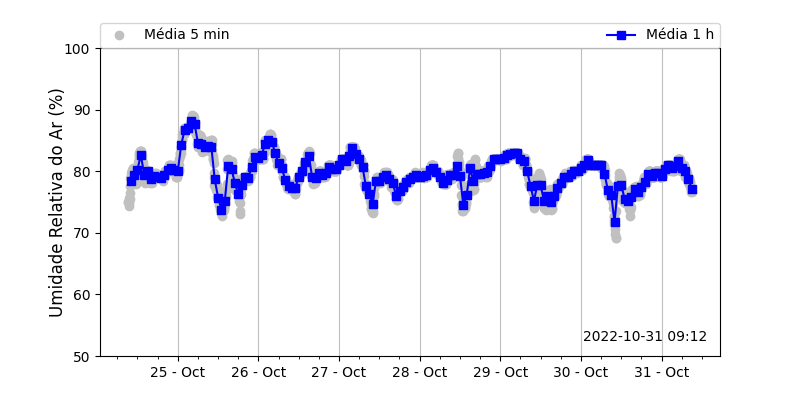 Média 5 min
Média 1 h
Umidade Relativa do Ar (%)
100
90
80
70
60
50
2022-10-31 09:12
25 - Oct
26 - Oct
27 - Oct
28 - Oct
29 - Oct
30 - Oct
31 - Oct